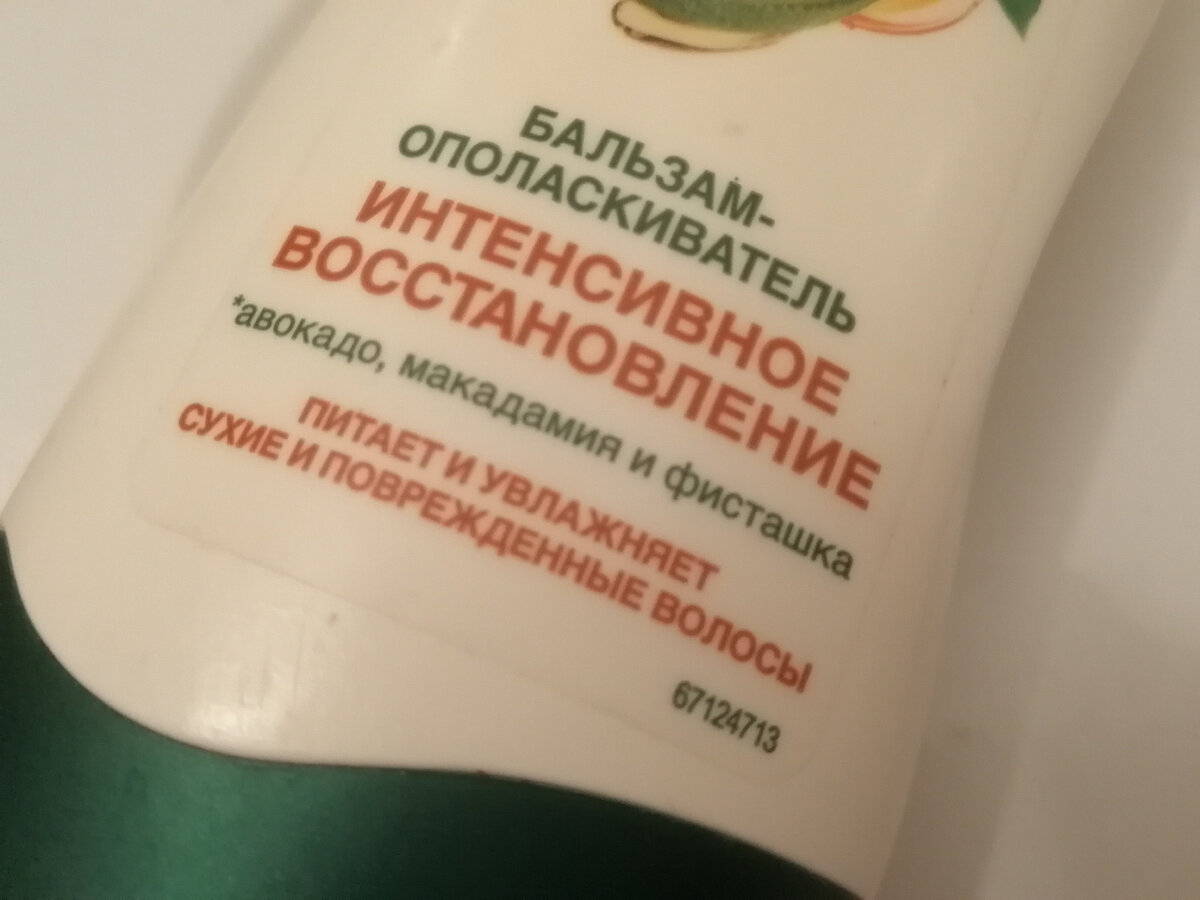 БАЛЬЗАМ-
ОПОЛАСКИВАТЕЛЬ
ИНТЕНСИВНОЕ
ВОССТАНОВЛЕНИЕ
*авокадо, макадамия и фисташка
ПИТАЕТ И УВЛАЖНЯЕТ
СУХИЕ И ПОВРЕЖДЕННЫЕ ВОЛОСЫ
67124713